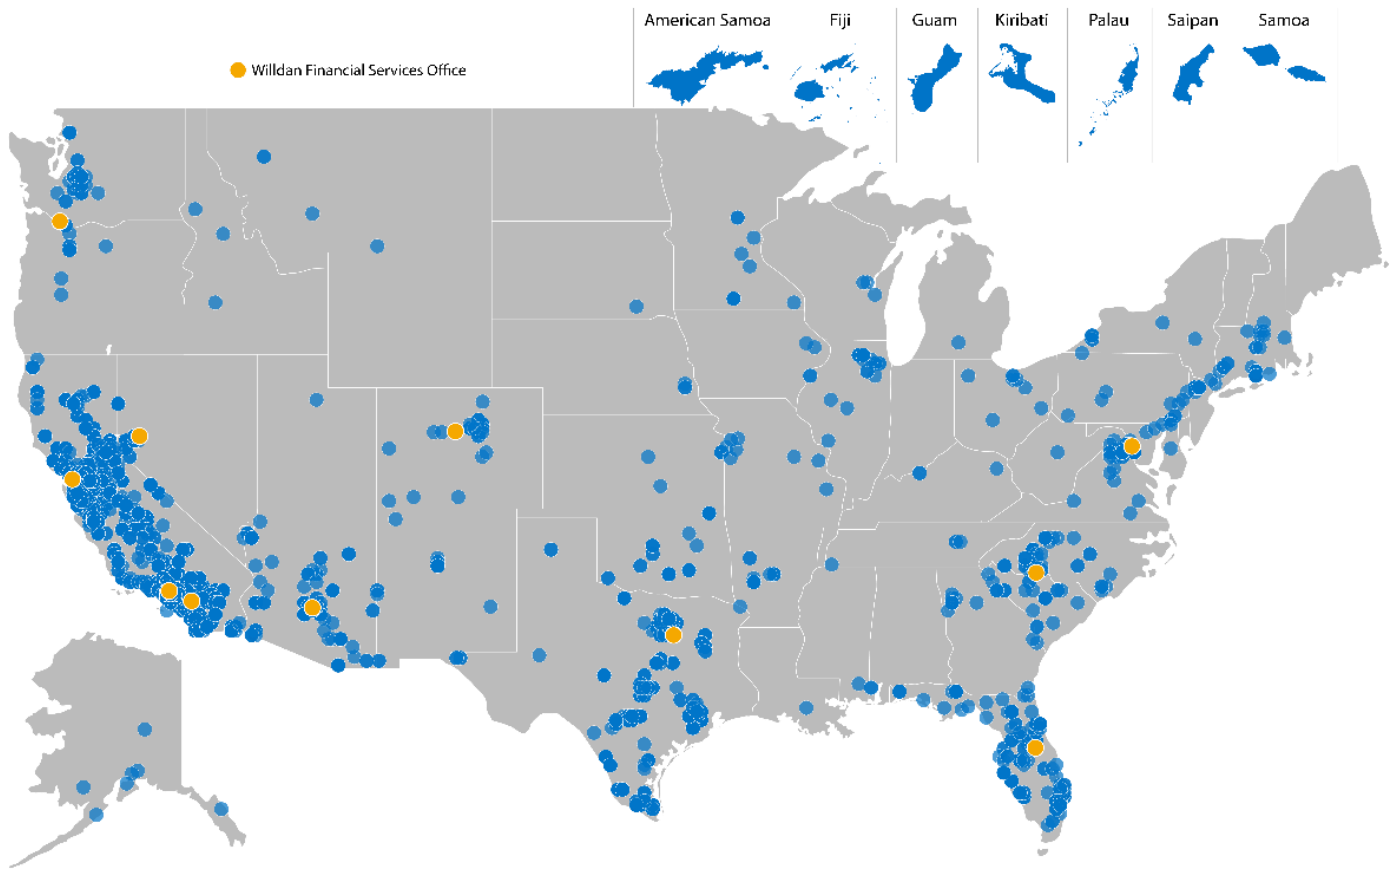 American Samoa
Fiji
Guam
Kiribati
Palau
Saipan
Samoa
Willdan Financial Services Office